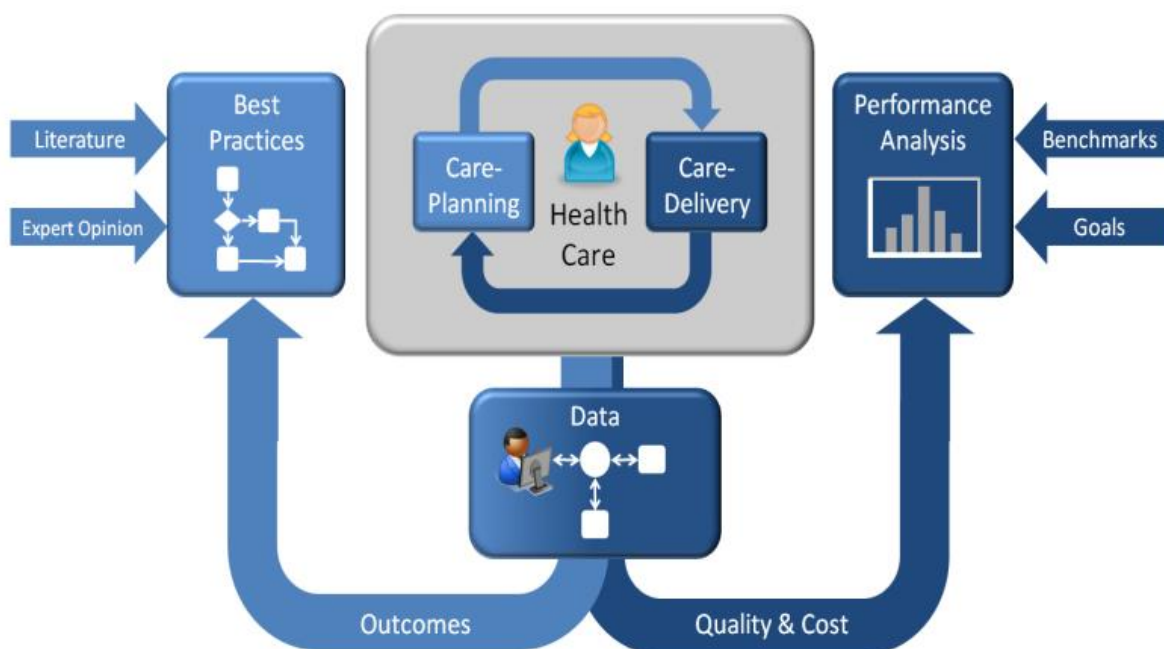 Literature
Expert Opinion
Best
Practices
Care-
Planning
Health
Care
Care-
Delivery
Performance
Analysis
Benchmarks
Goals
Data
Outcomes
Quality & Cost